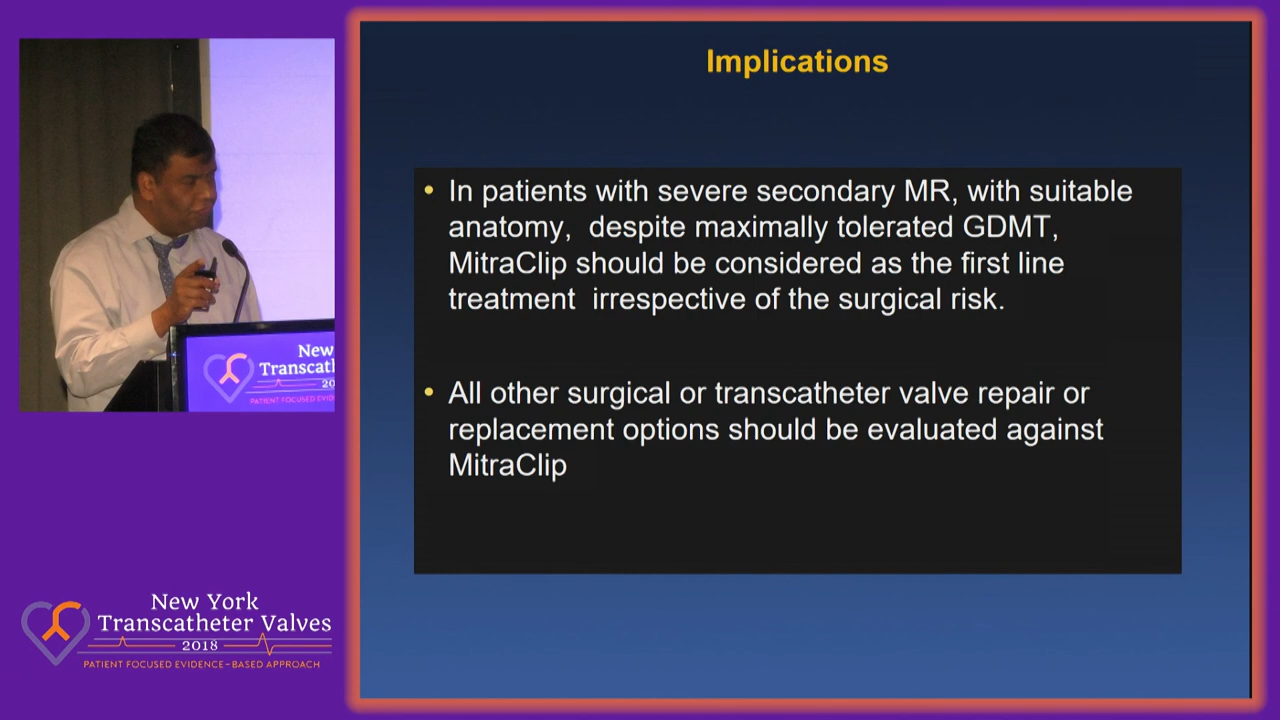 Implications
• In patients with severe secondary MR, with suitable
anatomy, despite maximally tolerated GDMT,
MitraClip should be considered as the first line
treatment irrespective of the surgical risk.
• All other surgical or transcatheter valve repair or
replacement options should be evaluated against
MitraClip
New
Transcath
20
PATIENT FOCUSED EVID
New York
Transcatheter Valves
2018
PATIENT FOCUSED EVIDENCE-BASED APPROACH